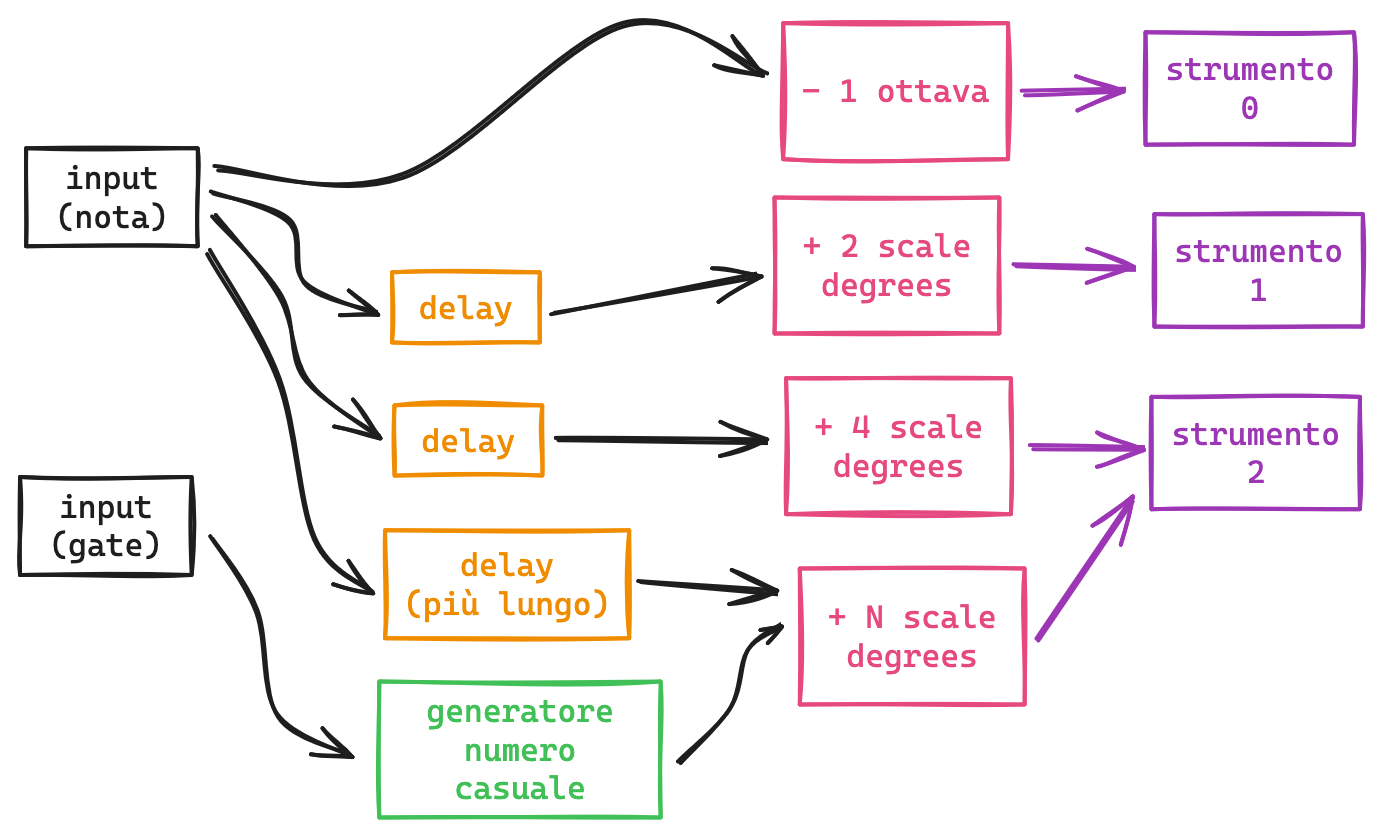 − 1 ottava
strumento
0
input
(nota)
+ 2 scale
degrees
strumento
1
delay
+ 4 scale
degrees
strumento
2
delay
input
(gate)
delay
(più lungo)
+ N scale
degrees
generatore
numero
casuale